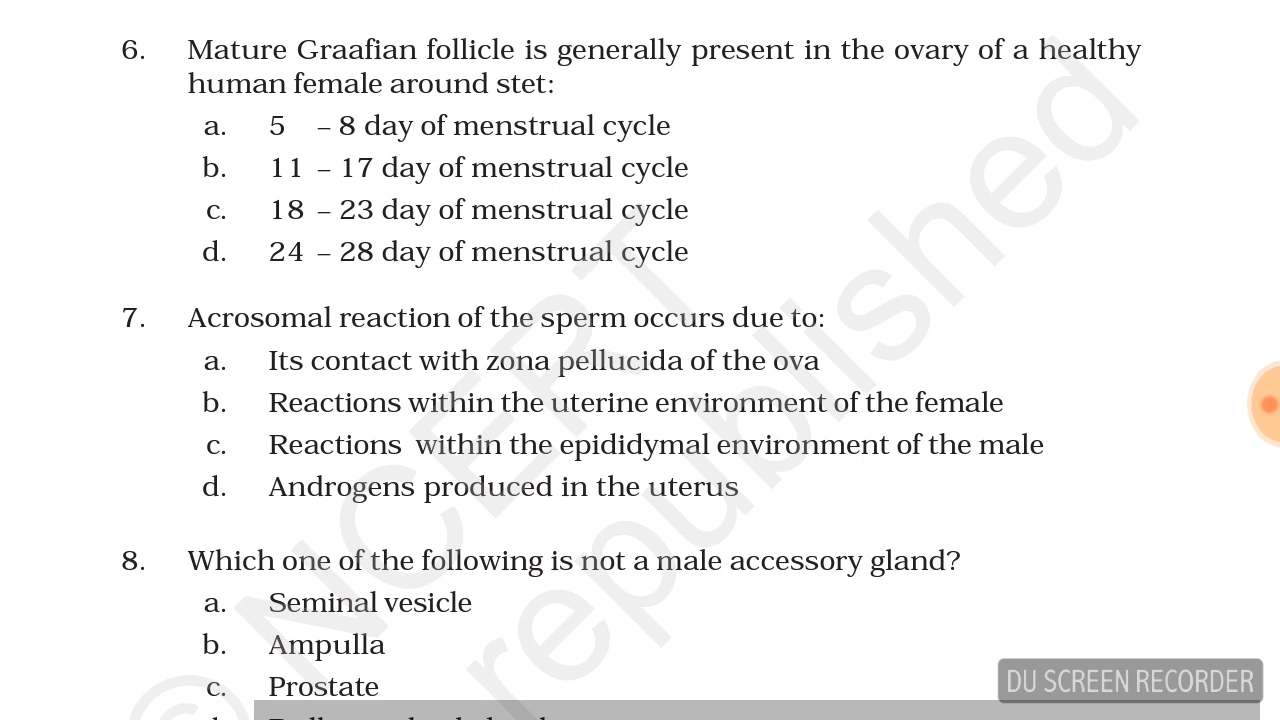 6. Mature Graafian follicle is generally present in the ovary of a healthy
human female around stet:
a. 5 – 8 day of menstrual cycle
b. 11 – 17 day of menstrual cycle
c. 18 – 23 day of menstrual cycle
d. 24 – 28 day of menstrual cycle
7. Acrosomal reaction of the sperm occurs due to:
a. Its contact with zona pellucida of the ova
b. Reactions within the uterine environment of the female
c. Reactions within the epididymal environment of the male
d. Androgens produced in the uterus
8. Which one of the following is not a male accessory gland?
a. Seminal vesicle
b. Ampulla
c. Prostate
© NCERT
republished
DU SCREEN RECORDER